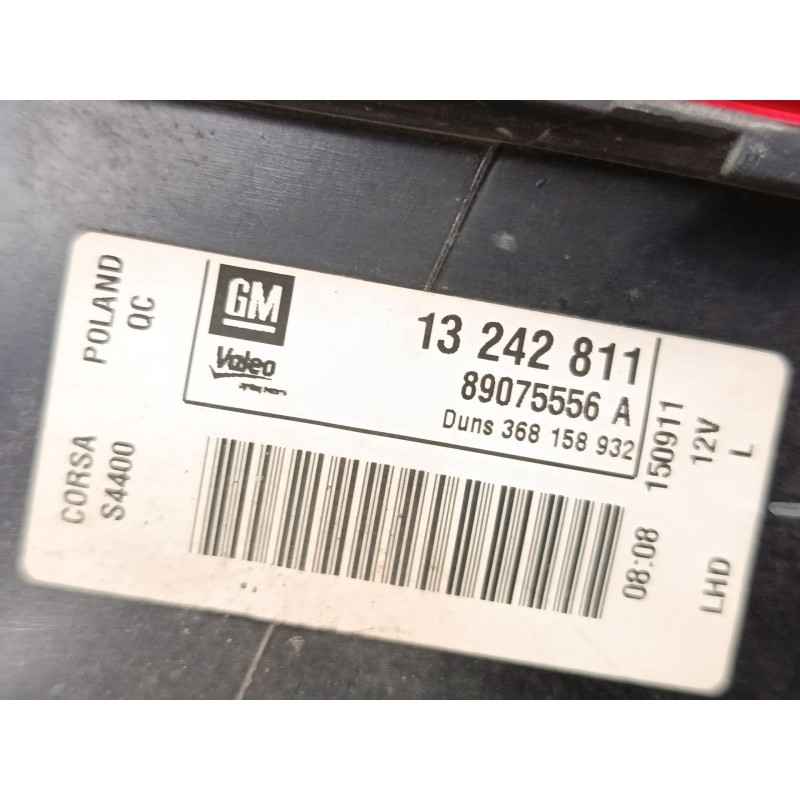 POLAND
QC
GM
Valeo
13 242 811
89075556 A
Duns 368 158 932
CORSA
S4400
08:08 150911
12V
L
LHD